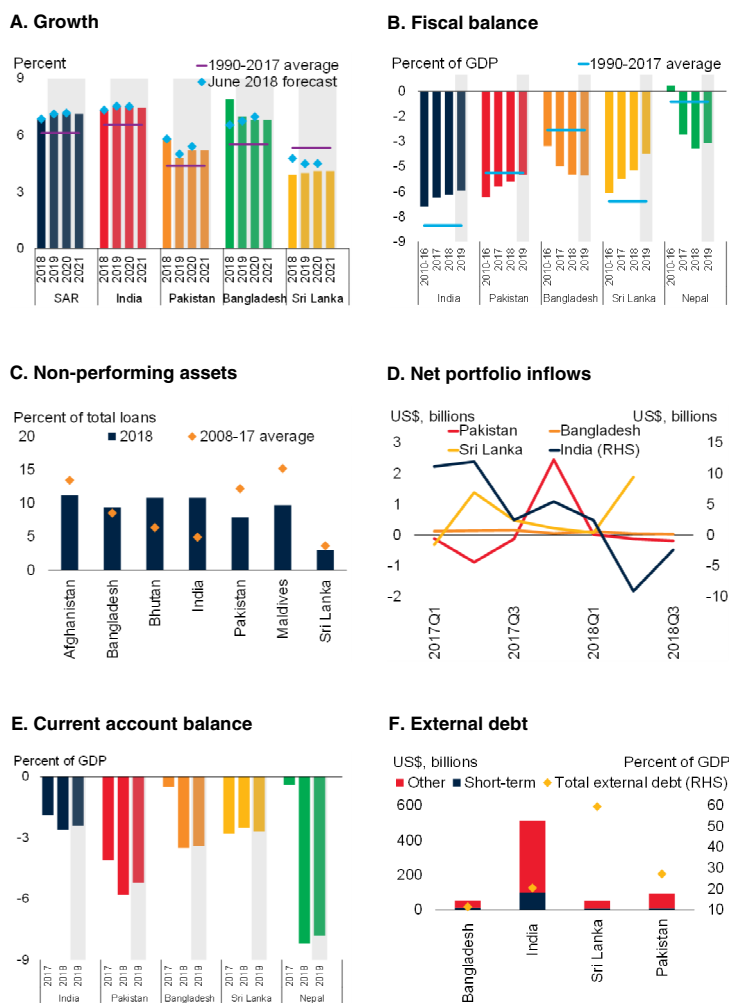 A. Growth
Percent
1990-2017 average
June 2018 forecast
9
6
3
0
2018 2019 2020 2021 2018 2019 2020 2021 2018 2019 2020 2021 2018 2019 2020 2021 2018 2019 2020 2021
SAR India Pakistan Bangladesh Sri Lanka
B. Fiscal balance
Percent of GDP
1990-2017 average
0
-2
-3
-5
-6
-8
-9
2010-16 2017 2018 2019 2010-16 2017 2018 2019 2010-16 2017 2018 2019 2010-16 2017 2018 2019 2010-16 2017 2018 2019
India Pakistan Bangladesh Sri Lanka Nepal
C. Non-performing assets
Percent of total loans
2018 2008-17 average
20
15
10
5
0
Afghanistan Bangladesh Bhutan India Pakistan Maldives Sri Lanka
D. Net portfolio inflows
US$, billions US$, billions
Pakistan Bangladesh
Sri Lanka India (RHS)
3 15
2 10
1 5
0 0
-1 -5
-2 -10
2017Q1 2017Q3 2018Q1 2018Q3
E. Current account balance
Percent of GDP
0
-3
-6
-9
2017 2018 2019 2017 2018 2019 2017 2018 2019 2017 2018 2019 2017 2018 2019
India Pakistan Bangladesh Sri Lanka Nepal
F. External debt
US$, billions Percent of GDP
Other Short-term Total external debt (RHS)
600 60
50
400 40
30
200 20
0 10
Bangladesh India Sri Lanka Pakistan